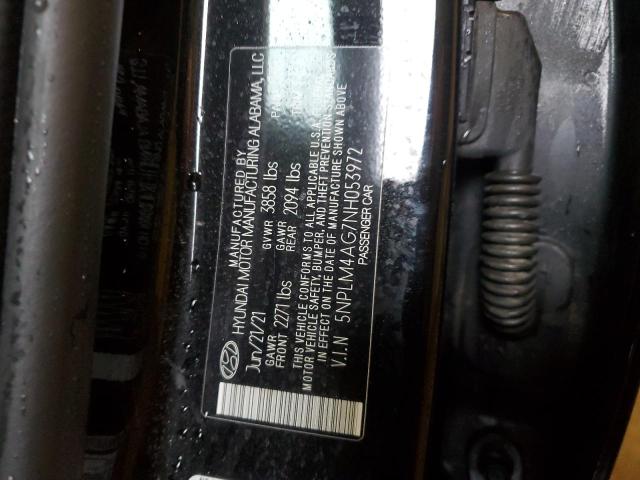 MANUFACTURED BY
HYUNDAI MOTOR MANUFACTURING ALABAMA, LLC
Jun/21/21 GVWR 3858 lbs
GAWR FRONT 2271 lbs GAWR REAR 2094 lbs
THIS VEHICLE CONFORMS TO ALL APPLICABLE U.S.A.
MOTOR VEHICLE SAFETY, BUMPER, AND THEFT PREVENTION
IN EFFECT ON THE DATE OF MANUFACTURE SHOWN ABOVE
V.I.N 5NPLM4AG7NH053972
PASSENGER CAR